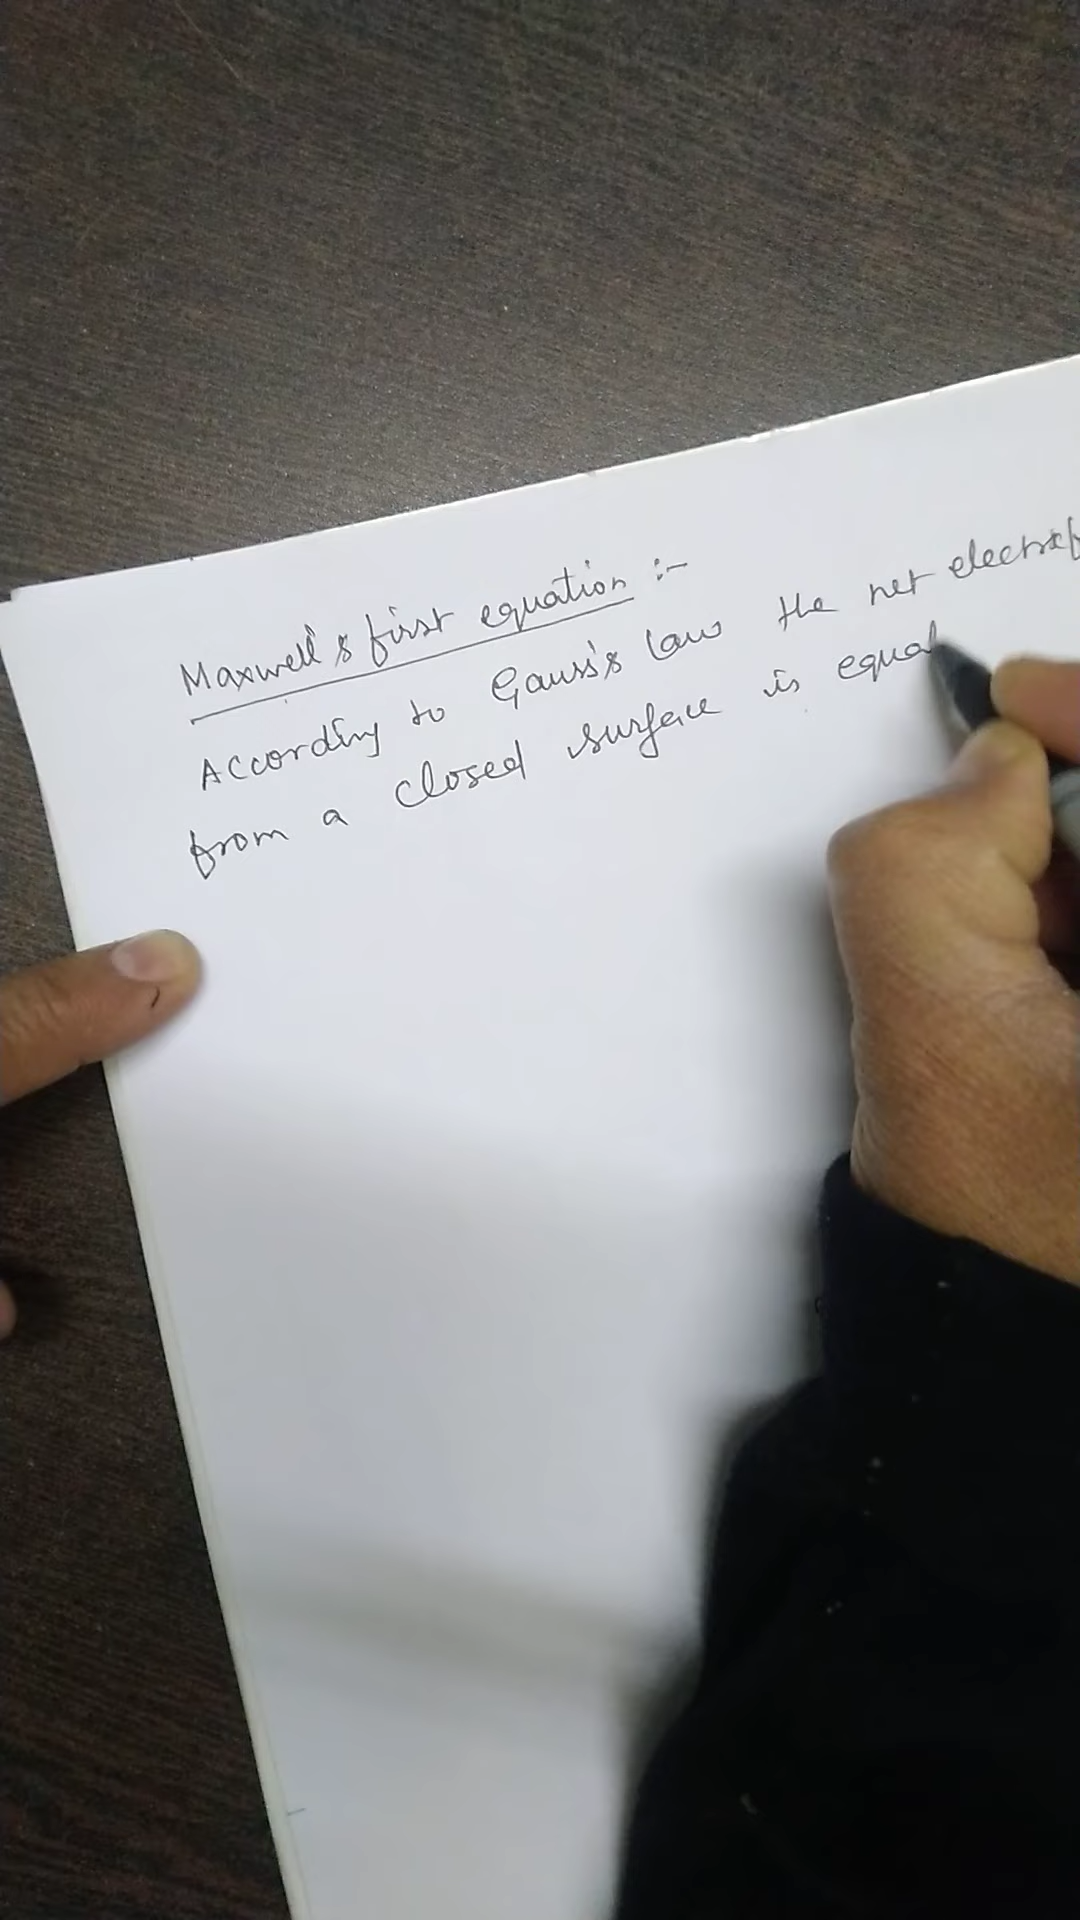 Maxwell's first equation :-
According to Gauss's law the net electric
from a closed surface is equal